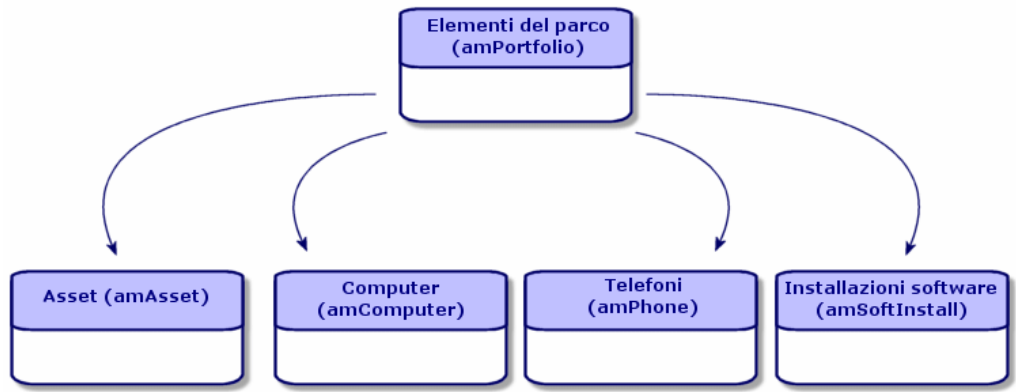 Elementi del parco
(amPortfolio)
Asset (amAsset)
Computer
(amComputer)
Telefoni
(amPhone)
Installazioni software
(amSoftInstall)